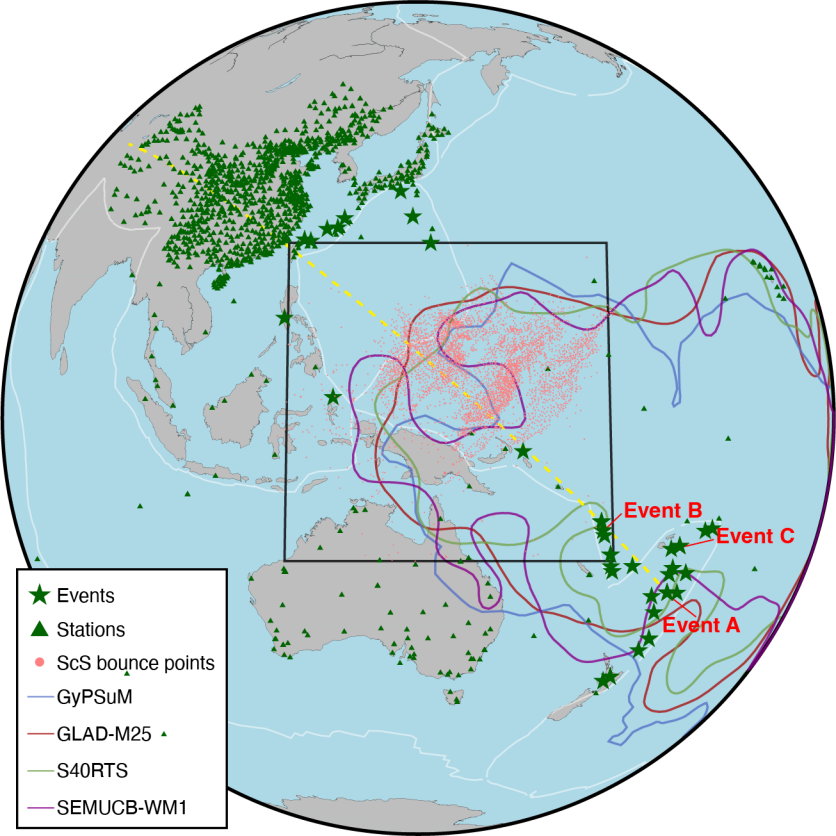 Event B
Event C
Event A
Events
Stations
ScS bounce points
GyPSuM
GLAD-M25
S40RTS
SEMUCB-WM1